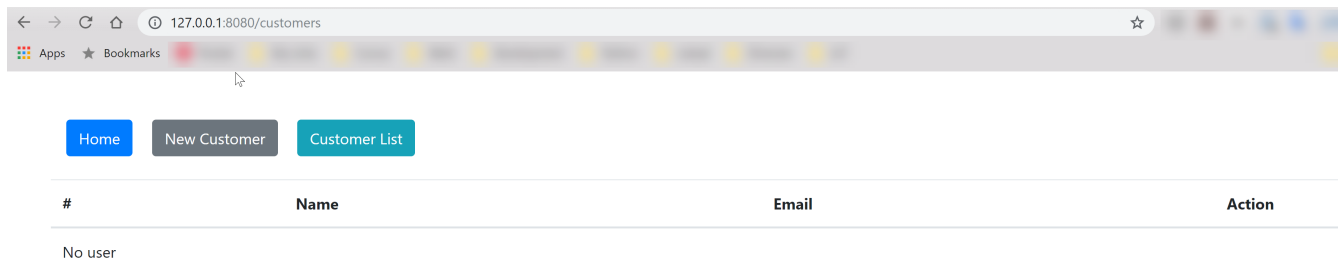 127.0.0.1:8080/customers
Apps Bookmarks
Home New Customer Customer List
# Name Email Action
No user